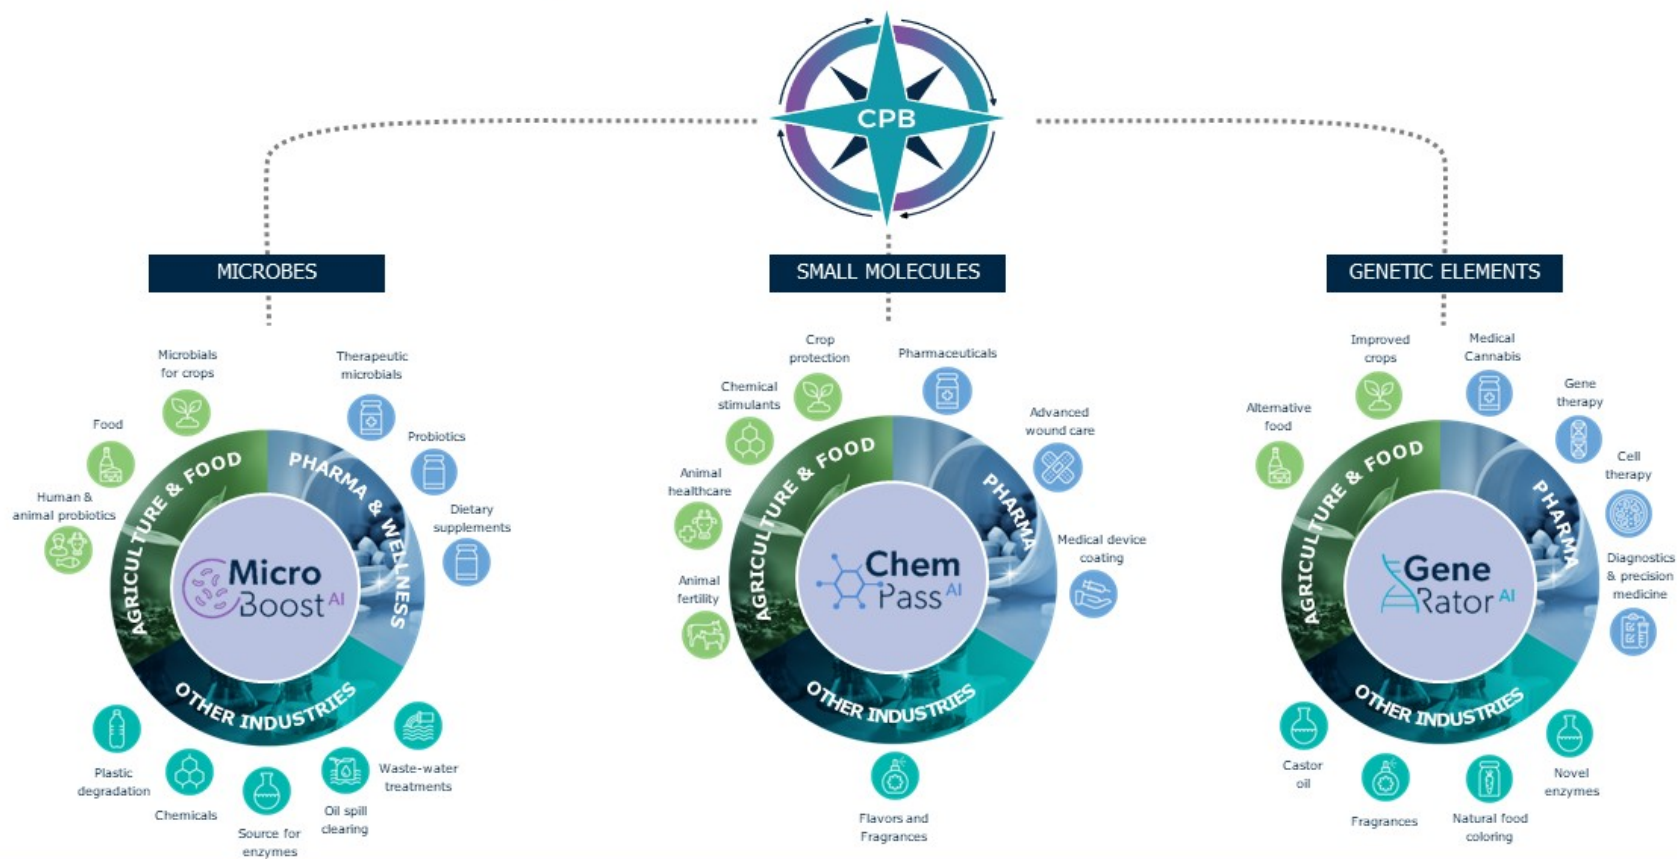 CPB
MICROBES
SMALL MOLECULES
GENETIC ELEMENTS
Microbials
for crops
Therapeutic
microbials
Food
Probiotics
Human &
animal probiotics
Dietary
supplements
AGRICULTURE & FOOD
PHARMA & WELLNESS
OTHER INDUSTRIES
Micro
Boost AI
Plastic
degradation
Chemicals
Source for
enzymes
Oil spill
clearing
Waste-water
treatments
Crop
protection
Pharmaceuticals
Chemical
stimulants
Advanced
wound care
Animal
healthcare
Medical device
coating
Animal
fertility
AGRICULTURE & FOOD
PHARMA
OTHER INDUSTRIES
Chem
Pass AI
Flavors and
Fragrances
Improved
crops
Medical
Cannabis
Alternative
food
Gene
therapy
Cell
therapy
Diagnostics
& precision
medicine
AGRICULTURE & FOOD
PHARMA
OTHER INDUSTRIES
Gene
Rator AI
Castor
oil
Fragrances
Natural food
coloring
Novel
enzymes